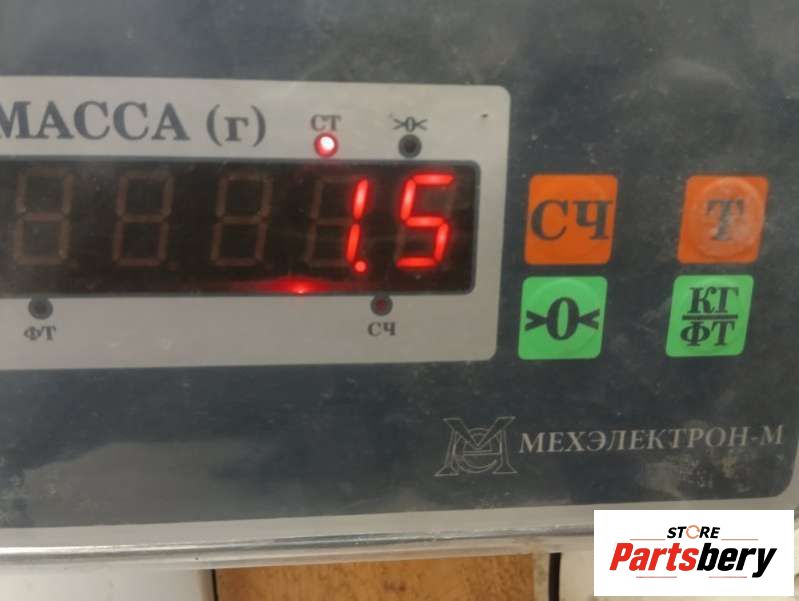 МАССА (г)
СТ
>0<
1.5
ФТ
СЧ
СЧ
Т
>0<
КГ
ФТ
МЕХЭЛЕКТРОН-М
STORE
Partsbery